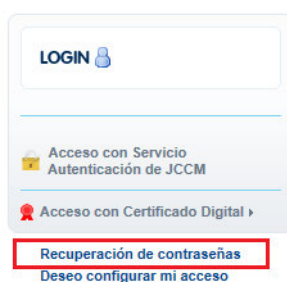 LOGIN
Acceso con Servicio
Autenticación de JCCM
Acceso con Certificado Digital
Recuperación de contraseñas
Deseo configurar mi acceso